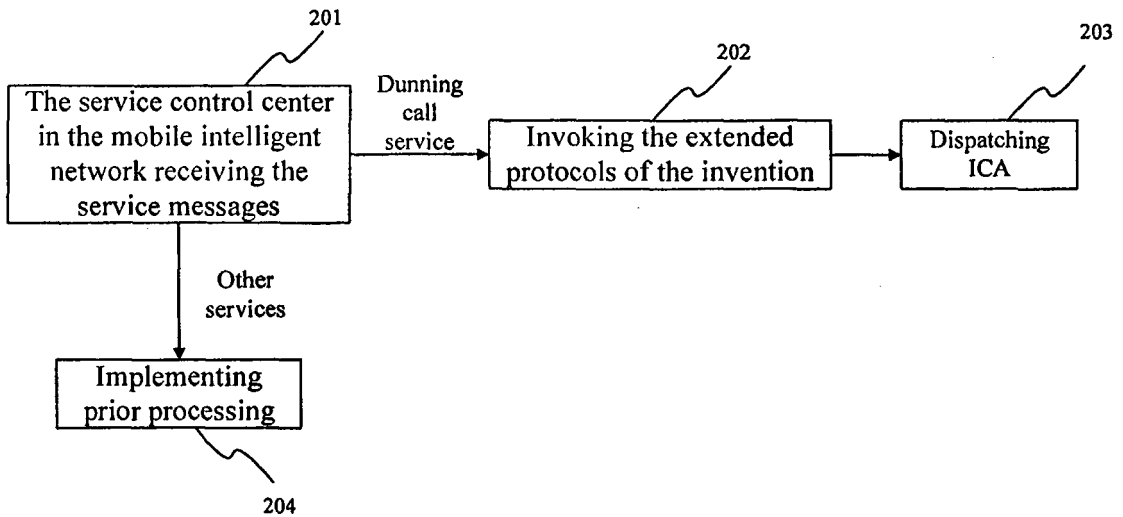 201
The service control center
in the mobile intelligent
network receiving the
service messages
Dunning
call
service
202
Invoking the extended
protocols of the invention
203
Dispatching
ICA
Other
services
Implementing
prior processing
204